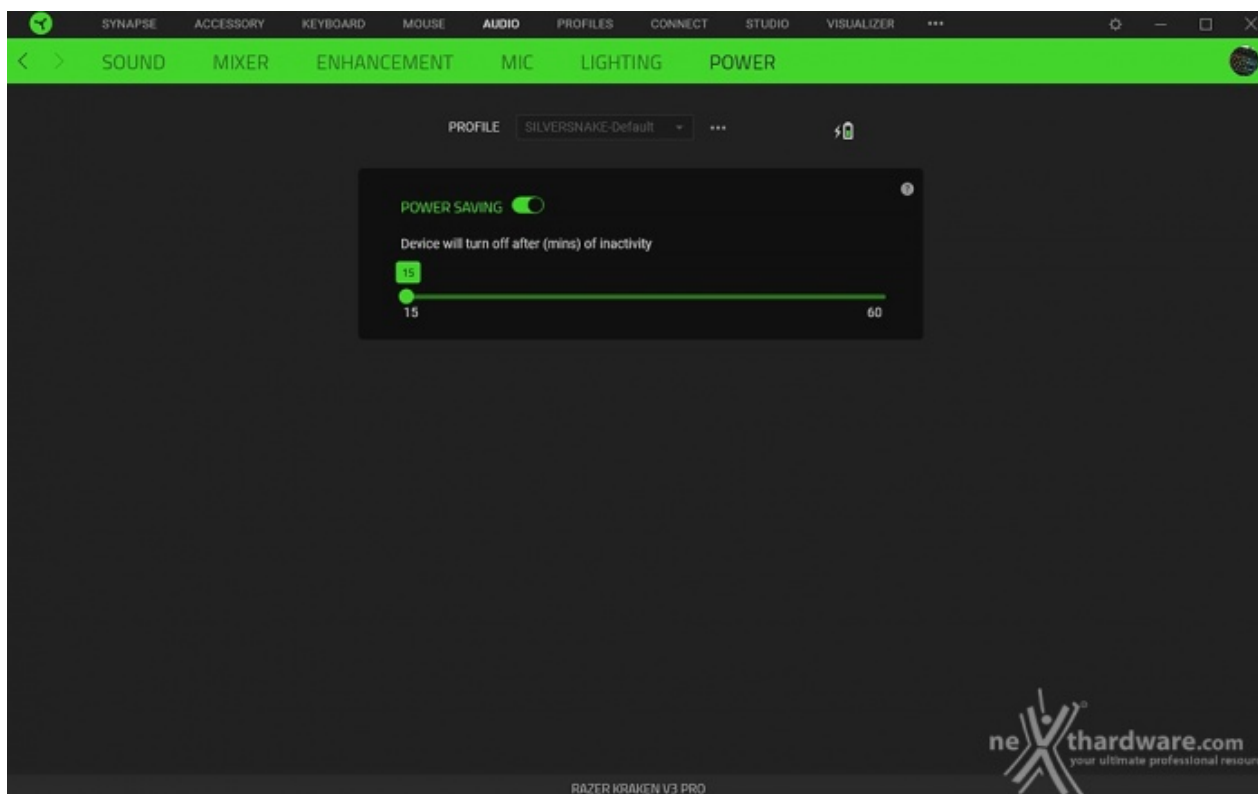 SYNAPSE ACCESSORY KEYBOARD MOUSE AUDIO PROFILES CONNECT STUDIO VISUALIZER
SOUND MIXER ENHANCEMENT MIC LIGHTING POWER
PROFILE SILVERSNAKE-Default
POWER SAVING
Device will turn off after (mins) of inactivity
15
15 60
nexthardware.com
your ultimate professional resour
RAZER KRAKEN V3 PRO